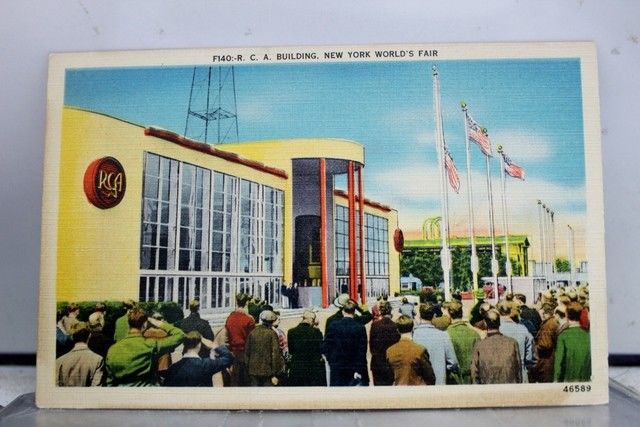 F140:-R. C. A. BUILDING, NEW YORK WORLD'S FAIR
RCA
46589